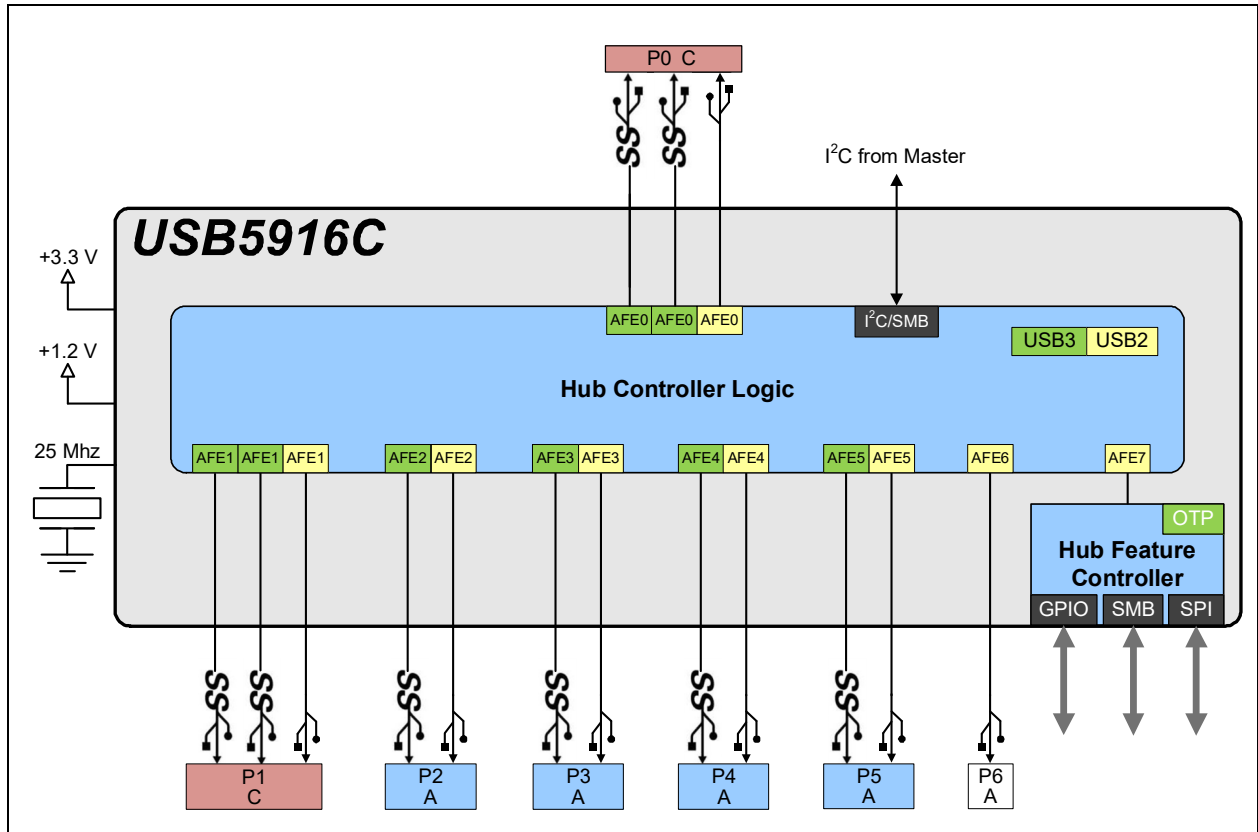 P0 C
SS SS
I²C from Master
USB5916C
+3.3 V
AFE0 AFE0 AFE0
I²C/SMB
USB3 USB2
+1.2 V
Hub Controller Logic
25 Mhz
AFE1 AFE1 AFE1 AFE2 AFE2 AFE3 AFE3 AFE4 AFE4 AFE5 AFE5 AFE6 AFE7
OTP
Hub Feature
Controller
GPIO SMB SPI
SS SS SS SS SS SS
P1
C
P2
A
P3
A
P4
A
P5
A
P6
A